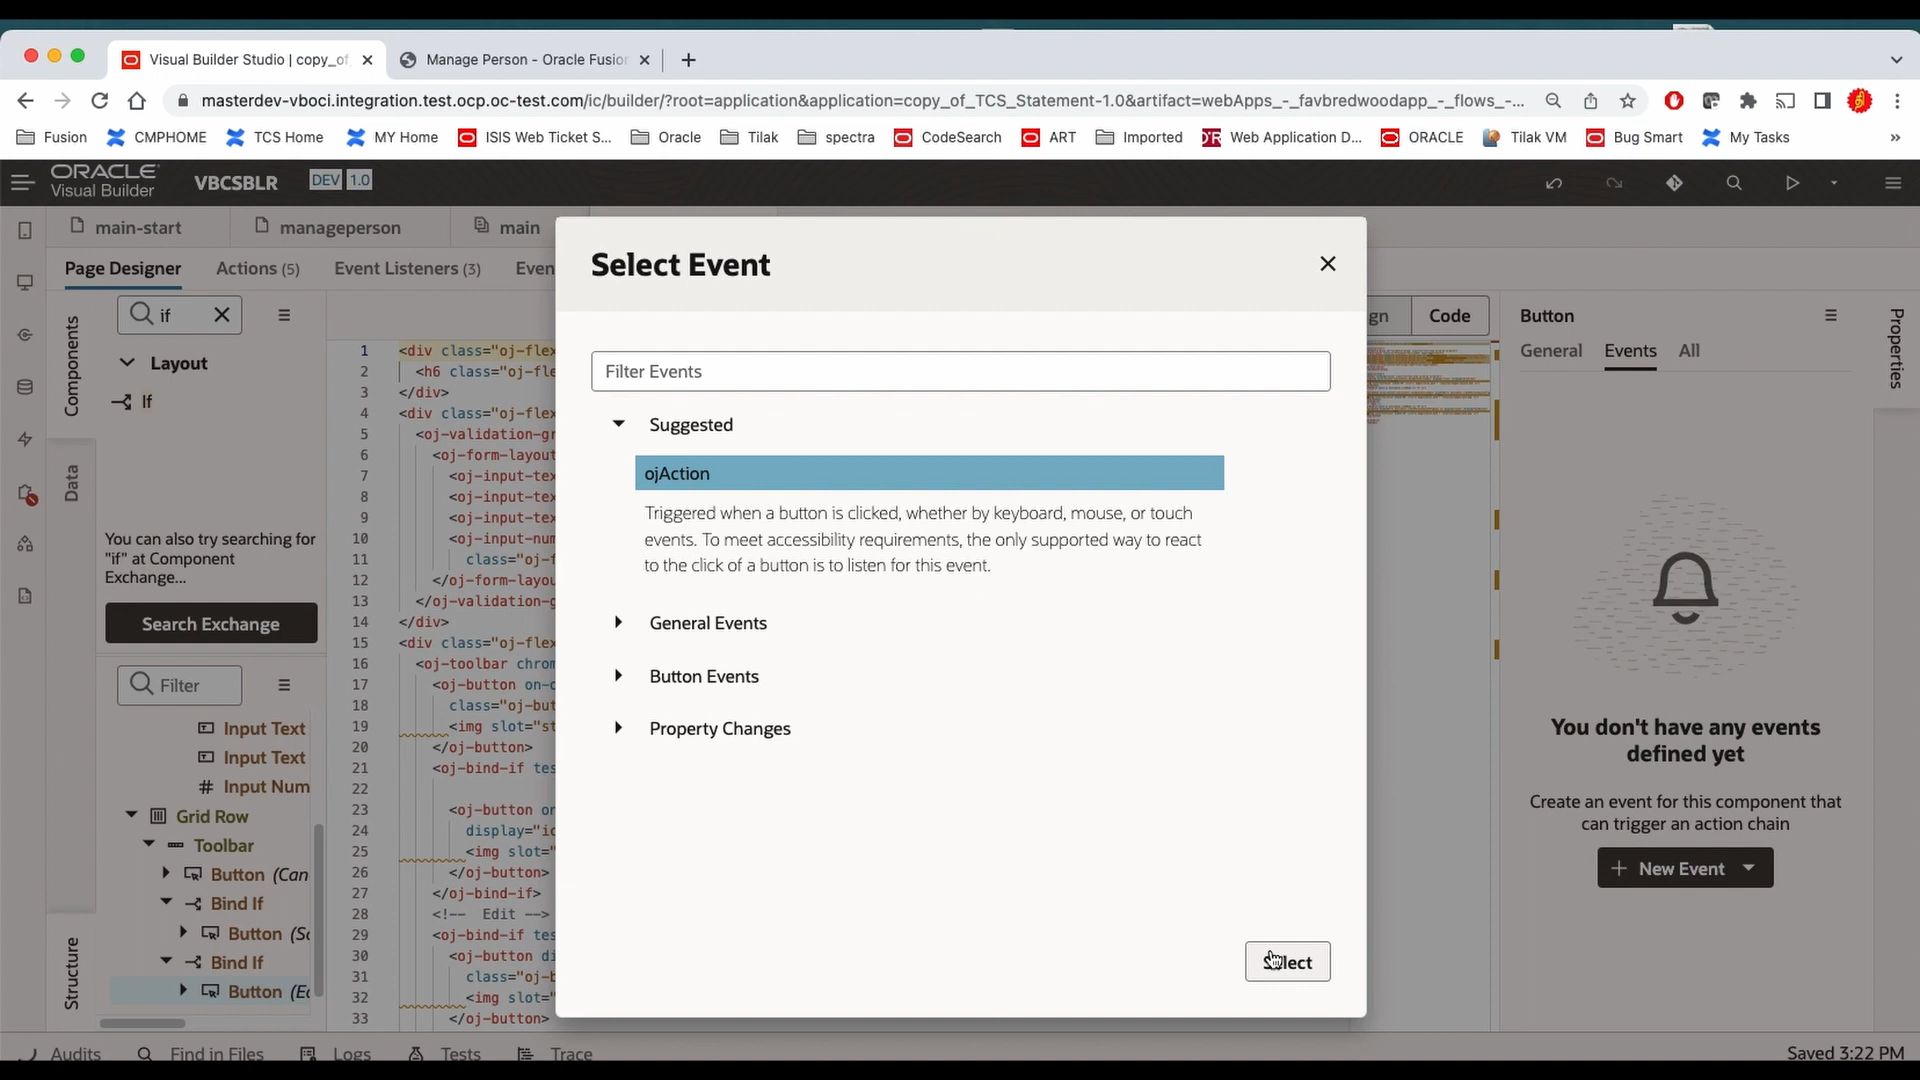 Visual Builder Studio | copy_of
Manage Person - Oracle Fusion
masterdev-vboci.integration.test.ocp.oc-test.com/ic/builder/?root=application&application=copy_of_TCS_Statement-1.0&artifact=webApps_-_favbredwoodapp_-_flows_-...
Fusion CMPHOME TCS Home MY Home ISIS Web Ticket S... Oracle Tilak spectra CodeSearch ART Imported Web Application D... ORACLE Tilak VM Bug Smart My Tasks »
ORACLE
Visual Builder
VBCSBLR DEV 1.0
main-start manageperson main
Page Designer Actions (5) Event Listeners (3) Even
Components
if
Layout
If
You can also try searching for
"if" at Component
Exchange...
Search Exchange
Data
Structure
Filter
Input Text
Input Text
# Input Num
Grid Row
Toolbar
Button (Can
Bind If
Button (Sa
Bind If
Button (Ed
1 <div class="oj-flex
2 <h6 class="oj-fle
3 </div>
4 <div class="oj-flex
5 <oj-validation-gr
6 <oj-form-layout
7 <oj-input-tex
8 <oj-input-tex
9 <oj-input-tex
10 <oj-input-num
11 class="oj-f
12 </oj-form-layou
13 </oj-validation-g
14 </div>
15 <div class="oj-flex
16 <oj-toolbar chrom
17 <oj-button on-o
18 class="oj-but
19 <img slot="st
20 </oj-button>
21 <oj-bind-if tes
22
23 <oj-button on
24 display="ic
25 <img slot="
26 </oj-button>
27 </oj-bind-if>
28 <!-- Edit -->
29 <oj-bind-if tes
30 <oj-button di
31 class="oj-b
32 <img slot="
33 </oj-button>
Select Event
Filter Events
Suggested
ojAction
Triggered when a button is clicked, whether by keyboard, mouse, or touch
events. To meet accessibility requirements, the only supported way to react
to the click of a button is to listen for this event.
General Events
Button Events
Property Changes
Select
gn Code
Button
General Events All
Properties
You don't have any events
defined yet
Create an event for this component that
can trigger an action chain
+ New Event
Audits Find in Files Logs Tests Trace
Saved 3:22 PM